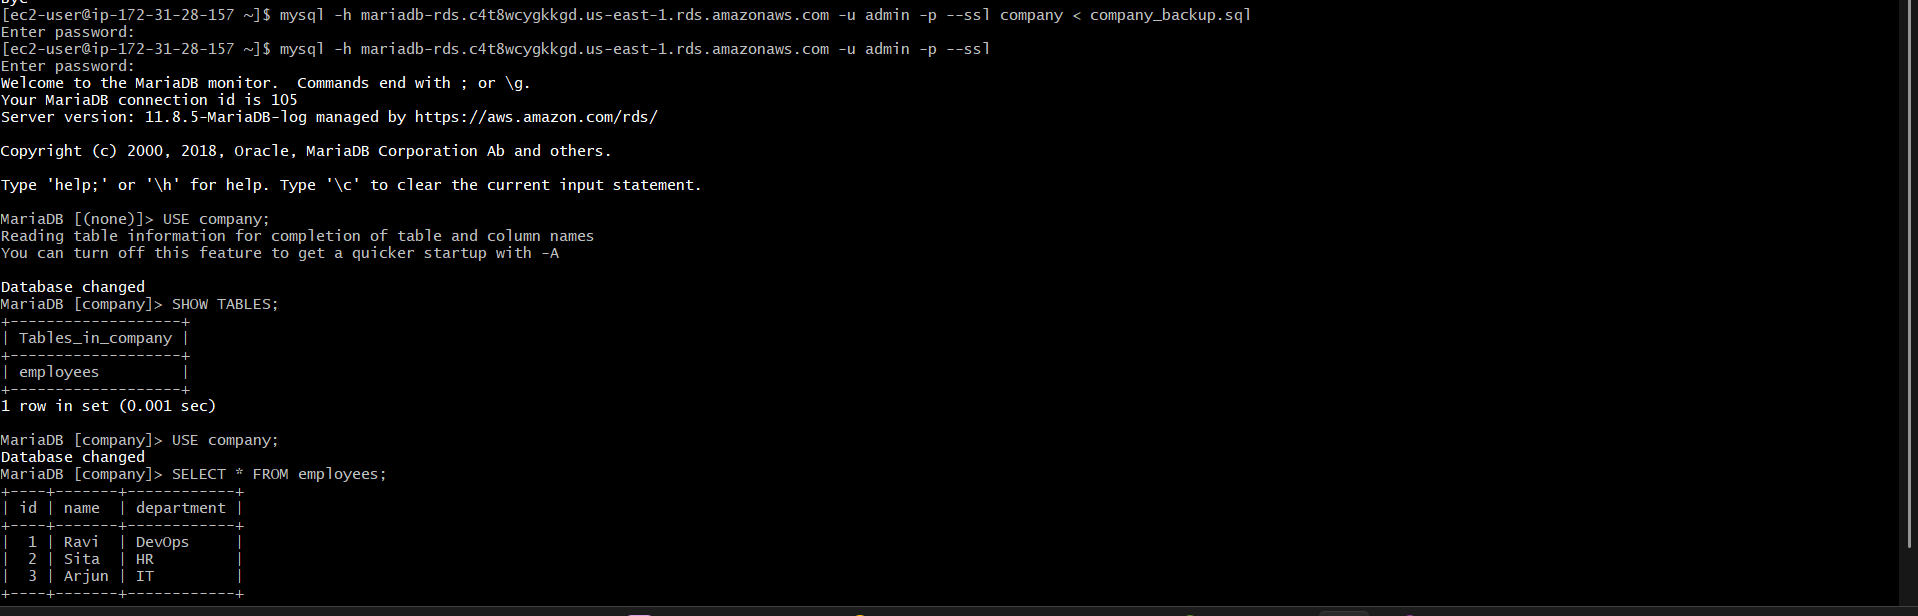 Bye
[ec2-user@ip-172-31-28-157 ~]$ mysql -h mariadb-rds.c4t8wcygkkgd.us-east-1.rds.amazonaws.com -u admin -p --ssl company < company_backup.sql
Enter password:
[ec2-user@ip-172-31-28-157 ~]$ mysql -h mariadb-rds.c4t8wcygkkgd.us-east-1.rds.amazonaws.com -u admin -p --ssl
Enter password:
Welcome to the MariaDB monitor.  Commands end with ; or \g.
Your MariaDB connection id is 105
Server version: 11.8.5-MariaDB-log managed by https://aws.amazon.com/rds/

Copyright (c) 2000, 2018, Oracle, MariaDB Corporation Ab and others.

Type 'help;' or '\h' for help. Type '\c' to clear the current input statement.

MariaDB [(none)]> USE company;
Reading table information for completion of table and column names
You can turn off this feature to get a quicker startup with -A

Database changed
MariaDB [company]> SHOW TABLES;
+-------------------+
| Tables_in_company |
+-------------------+
| employees         |
+-------------------+
1 row in set (0.001 sec)

MariaDB [company]> USE company;
Database changed
MariaDB [company]> SELECT * FROM employees;
+----+-------+------------+
| id | name  | department |
+----+-------+------------+
|  1 | Ravi  | DevOps     |
|  2 | Sita  | HR         |
|  3 | Arjun | IT         |
+----+-------+------------+